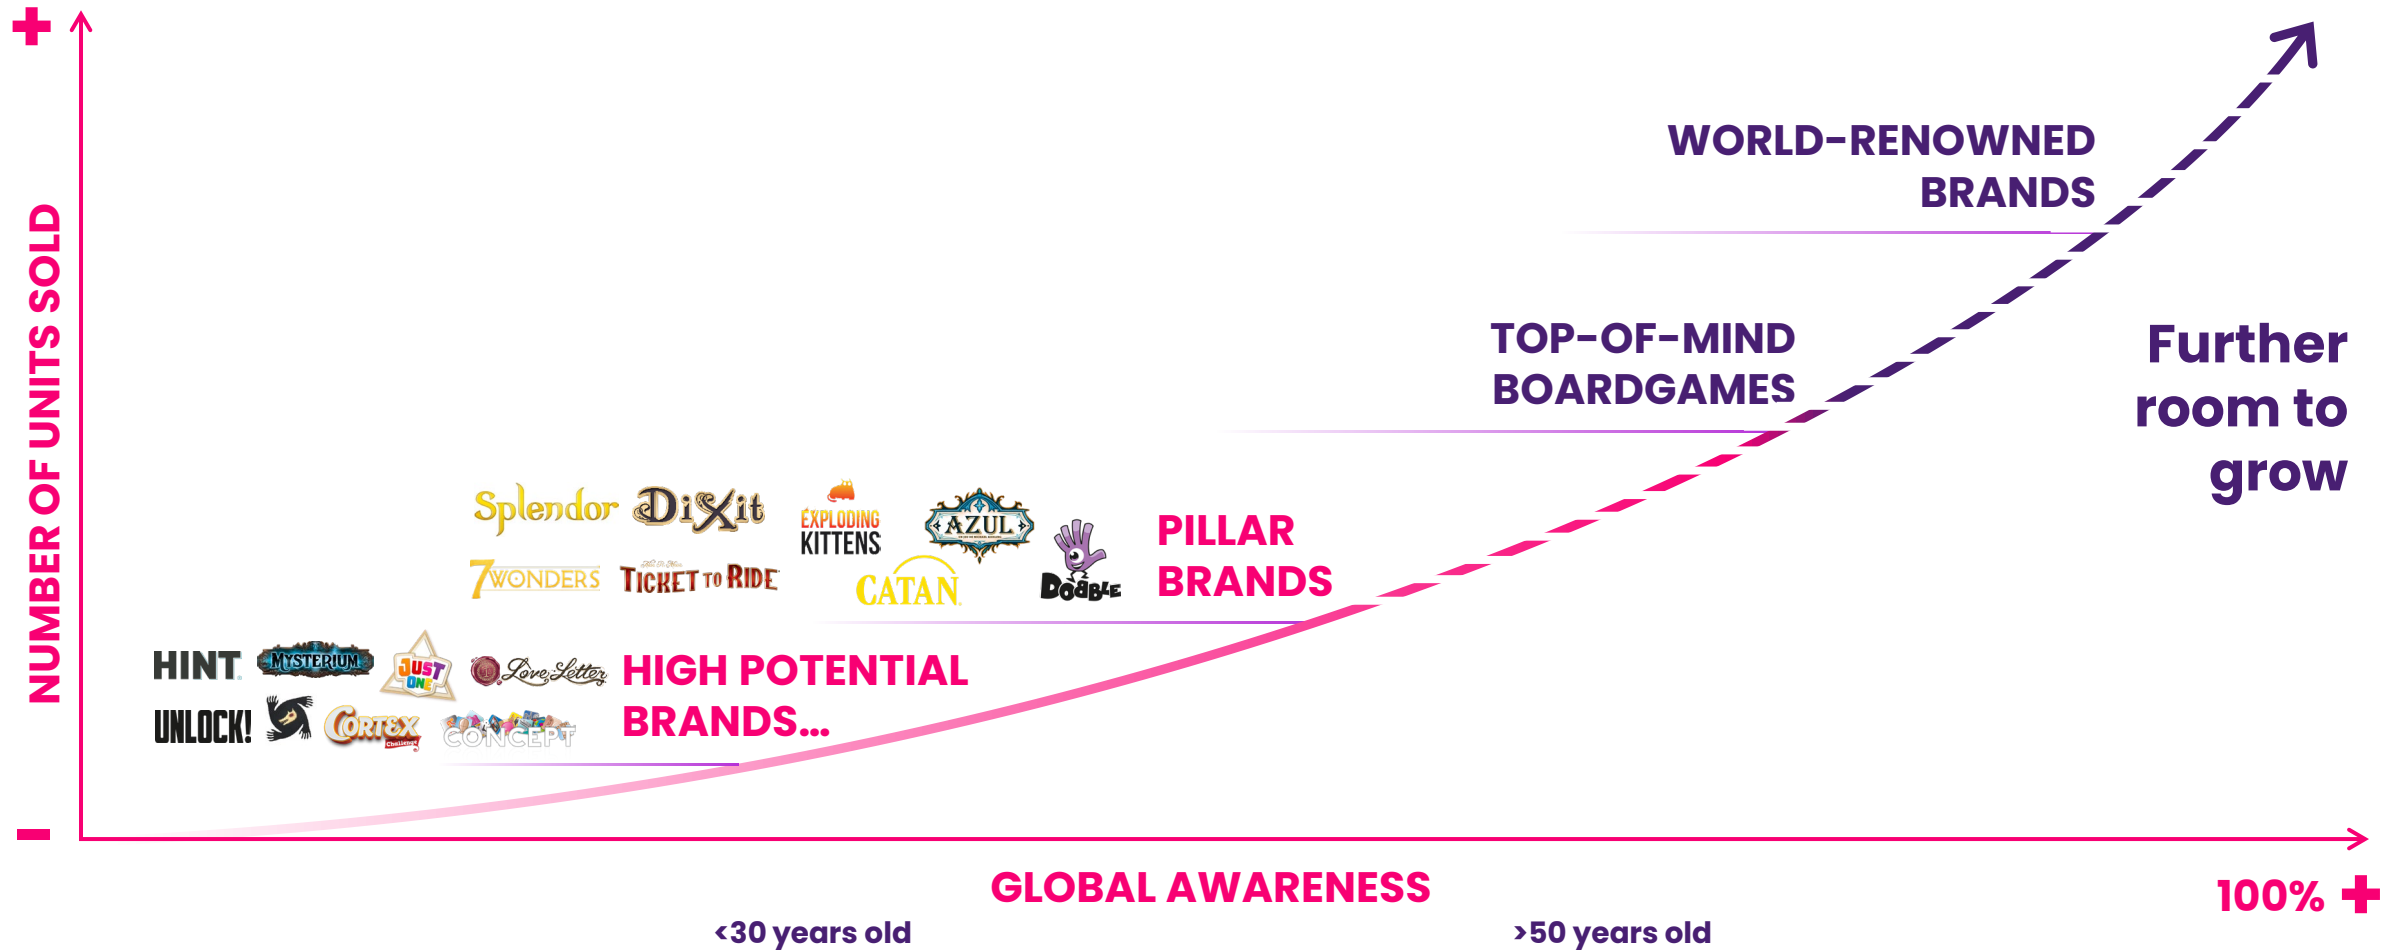 WORLD-RENOWNED
BRANDS
TOP-OF-MIND
BOARDGAMES
Further
room to
grow
NUMBER OF UNITS SOLD
Splendor
DiXit
EXPLODING
KITTENS
AZUL
7 WONDERS
TICKET TO RIDE
CATAN
DOBBLE
PILLAR
BRANDS
HINT
MYSTERIUM
JUST
ONE
Love Letter
UNLOCK!
CORTEX
Challenge
CONCEPT
HIGH POTENTIAL
BRANDS...
GLOBAL AWARENESS
100%
<30 years old
>50 years old